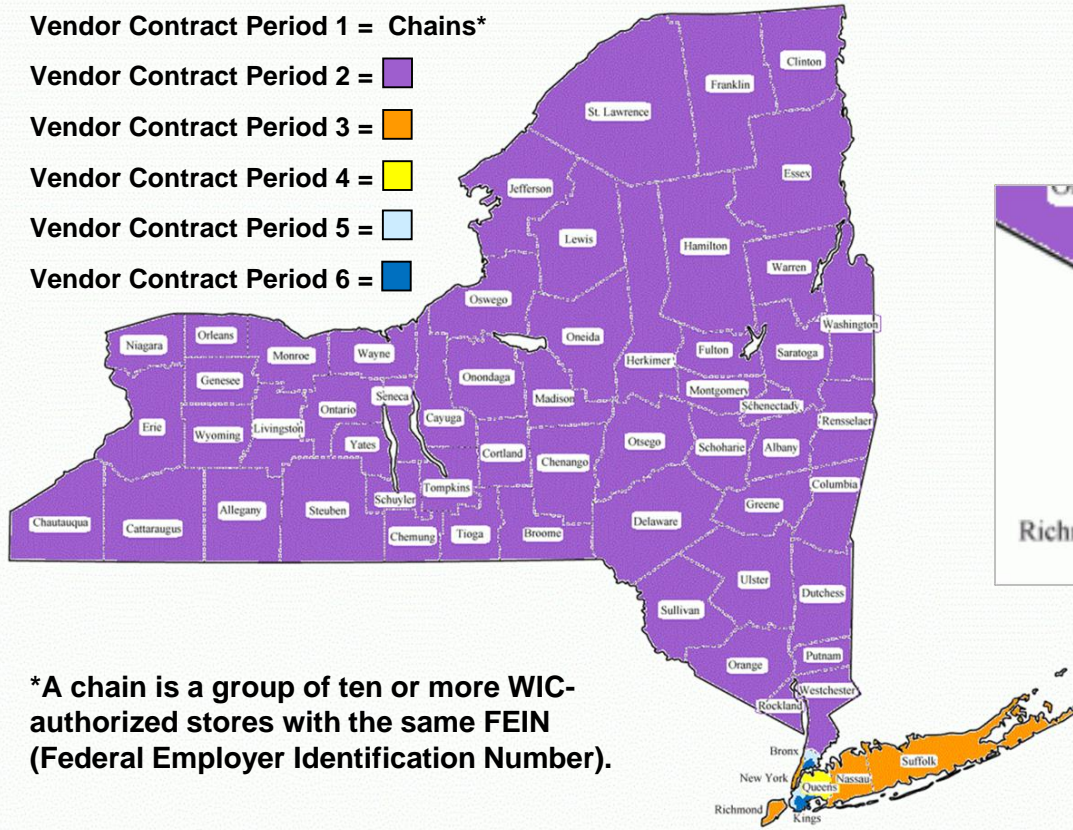 Vendor Contract Period 1 = Chains*
Vendor Contract Period 2 =
Vendor Contract Period 3 =
Vendor Contract Period 4 =
Vendor Contract Period 5 =
Vendor Contract Period 6 =
Clinton
Franklin
St. Lawrence
Essex
Jefferson
Lewis
Hamilton
Warren
Oswego
Washington
Oneida
Niagara
Orleans
Monroe
Wayne
Herkimer
Fulton
Saratoga
Genesee
Onondaga
Seneca
Madison
Montgomery
Schenectady
Ontario
Cayuga
Rensselaer
Erie
Wyoming
Livingston
Yates
Cortland
Chenango
Otsego
Schoharie
Albany
Columbia
Tompkins
Schuyler
Greene
Chautauqua
Cattaraugus
Allegany
Steuben
Chemung
Tioga
Broome
Delaware
Ulster
Dutchess
Sullivan
Putnam
Orange
Westchester
Rockland
Bronx
New York
Queens
Nassau
Suffolk
Richmond
Kings
*A chain is a group of ten or more WIC-
authorized stores with the same FEIN
(Federal Employer Identification Number).